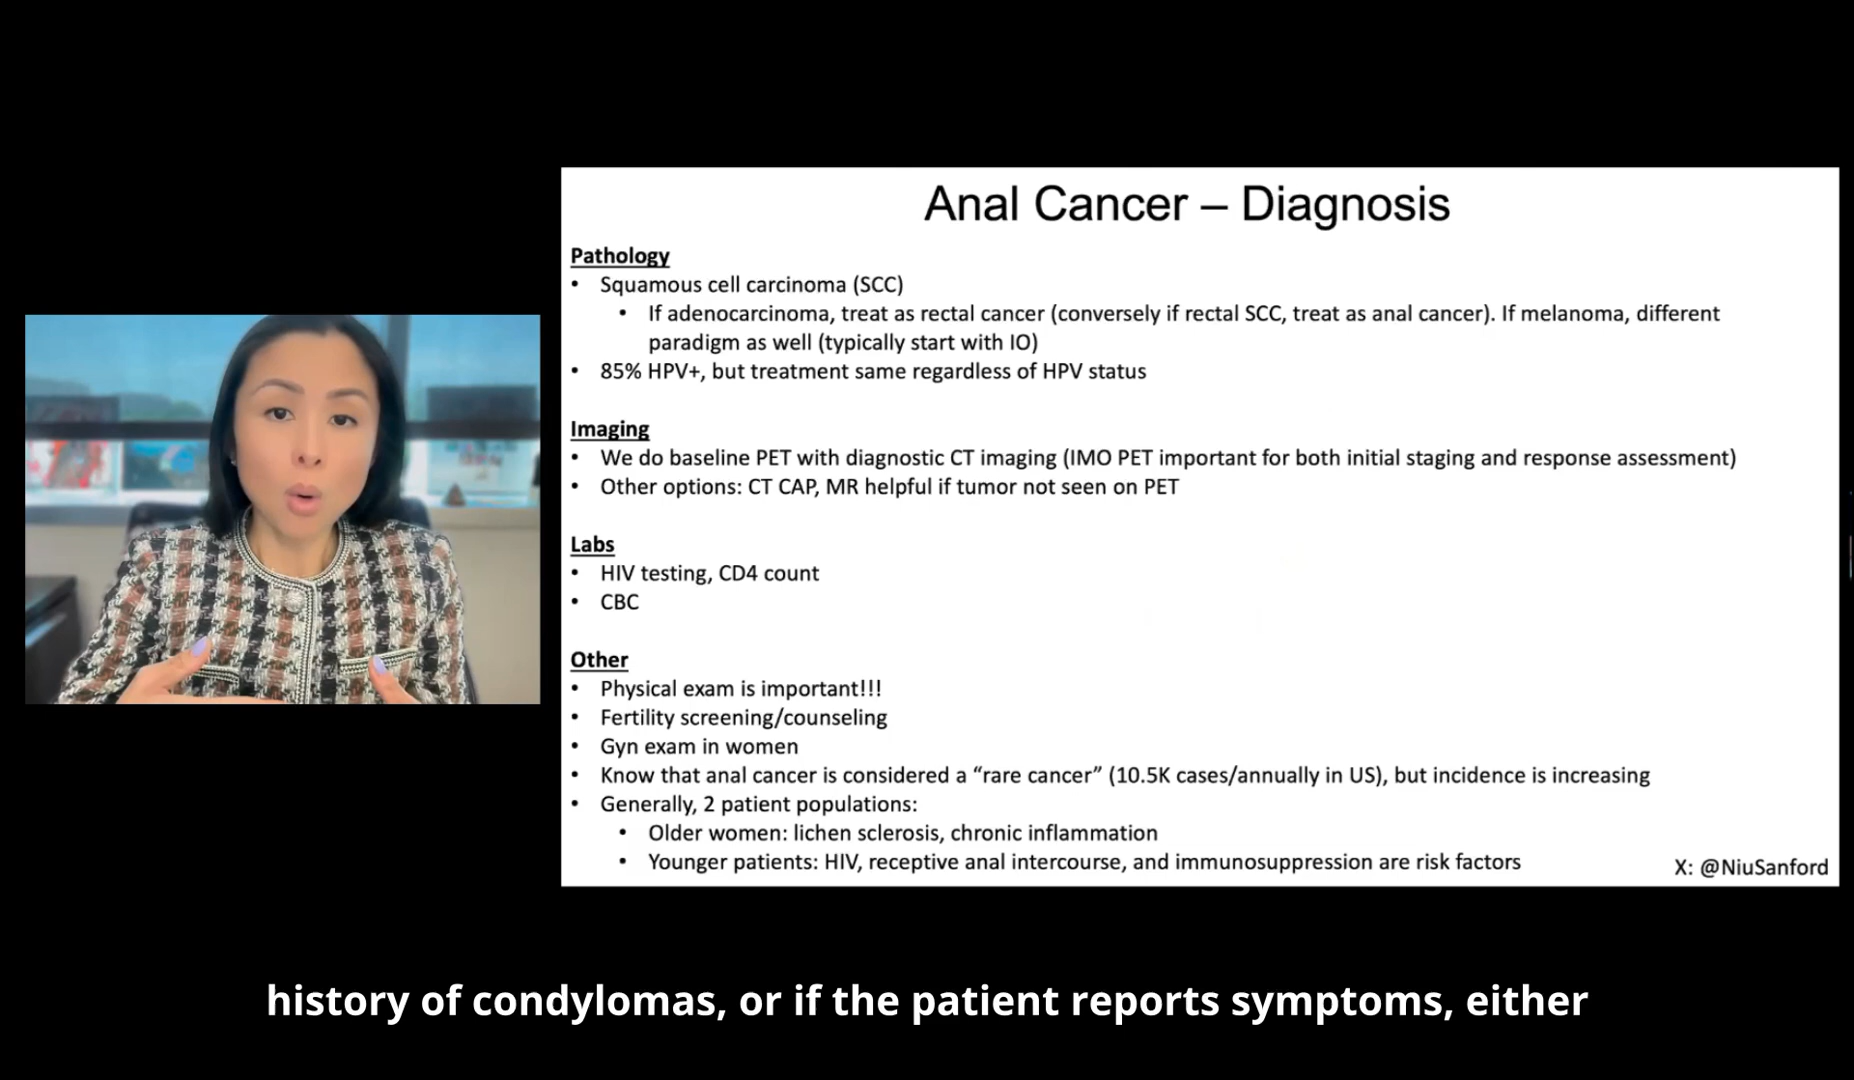 Anal Cancer – Diagnosis
Pathology
• Squamous cell carcinoma (SCC)
• If adenocarcinoma, treat as rectal cancer (conversely if rectal SCC, treat as anal cancer). If melanoma, different
paradigm as well (typically start with IO)
• 85% HPV+, but treatment same regardless of HPV status
Imaging
• We do baseline PET with diagnostic CT imaging (IMO PET important for both initial staging and response assessment)
• Other options: CT CAP, MR helpful if tumor not seen on PET
Labs
• HIV testing, CD4 count
• CBC
Other
• Physical exam is important!!!
• Fertility screening/counseling
• Gyn exam in women
• Know that anal cancer is considered a “rare cancer” (10.5K cases/annually in US), but incidence is increasing
• Generally, 2 patient populations:
• Older women: lichen sclerosis, chronic inflammation
• Younger patients: HIV, receptive anal intercourse, and immunosuppression are risk factors
X: @NiuSanford
history of condylomas, or if the patient reports symptoms, either